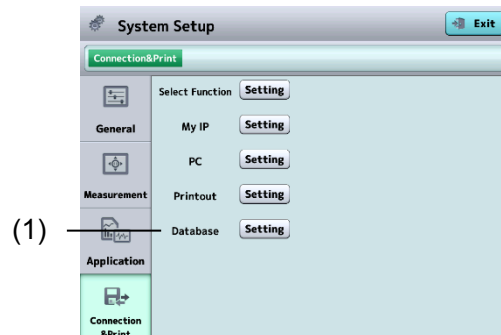 System Setup
Exit
Connection&Print
Select Function Setting
General
My IP Setting
PC Setting
Measurement
Printout Setting
(1)
Database Setting
Application
Connection
&Print